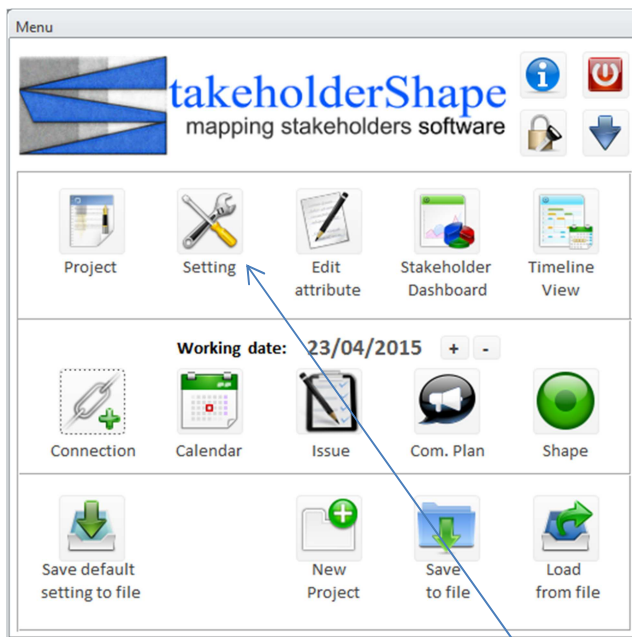 Menu
takeholderShape
mapping stakeholders software
Project
Setting
Edit
attribute
Stakeholder
Dashboard
Timeline
View
Working date: 23/04/2015 + -
Connection
Calendar
Issue
Com. Plan
Shape
Save default
setting to file
New
Project
Save
to file
Load
from file